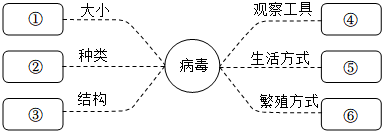 ① 大小 观察工具 ④
② 种类 病毒 生活方式 ⑤
③ 结构 繁殖方式 ⑥